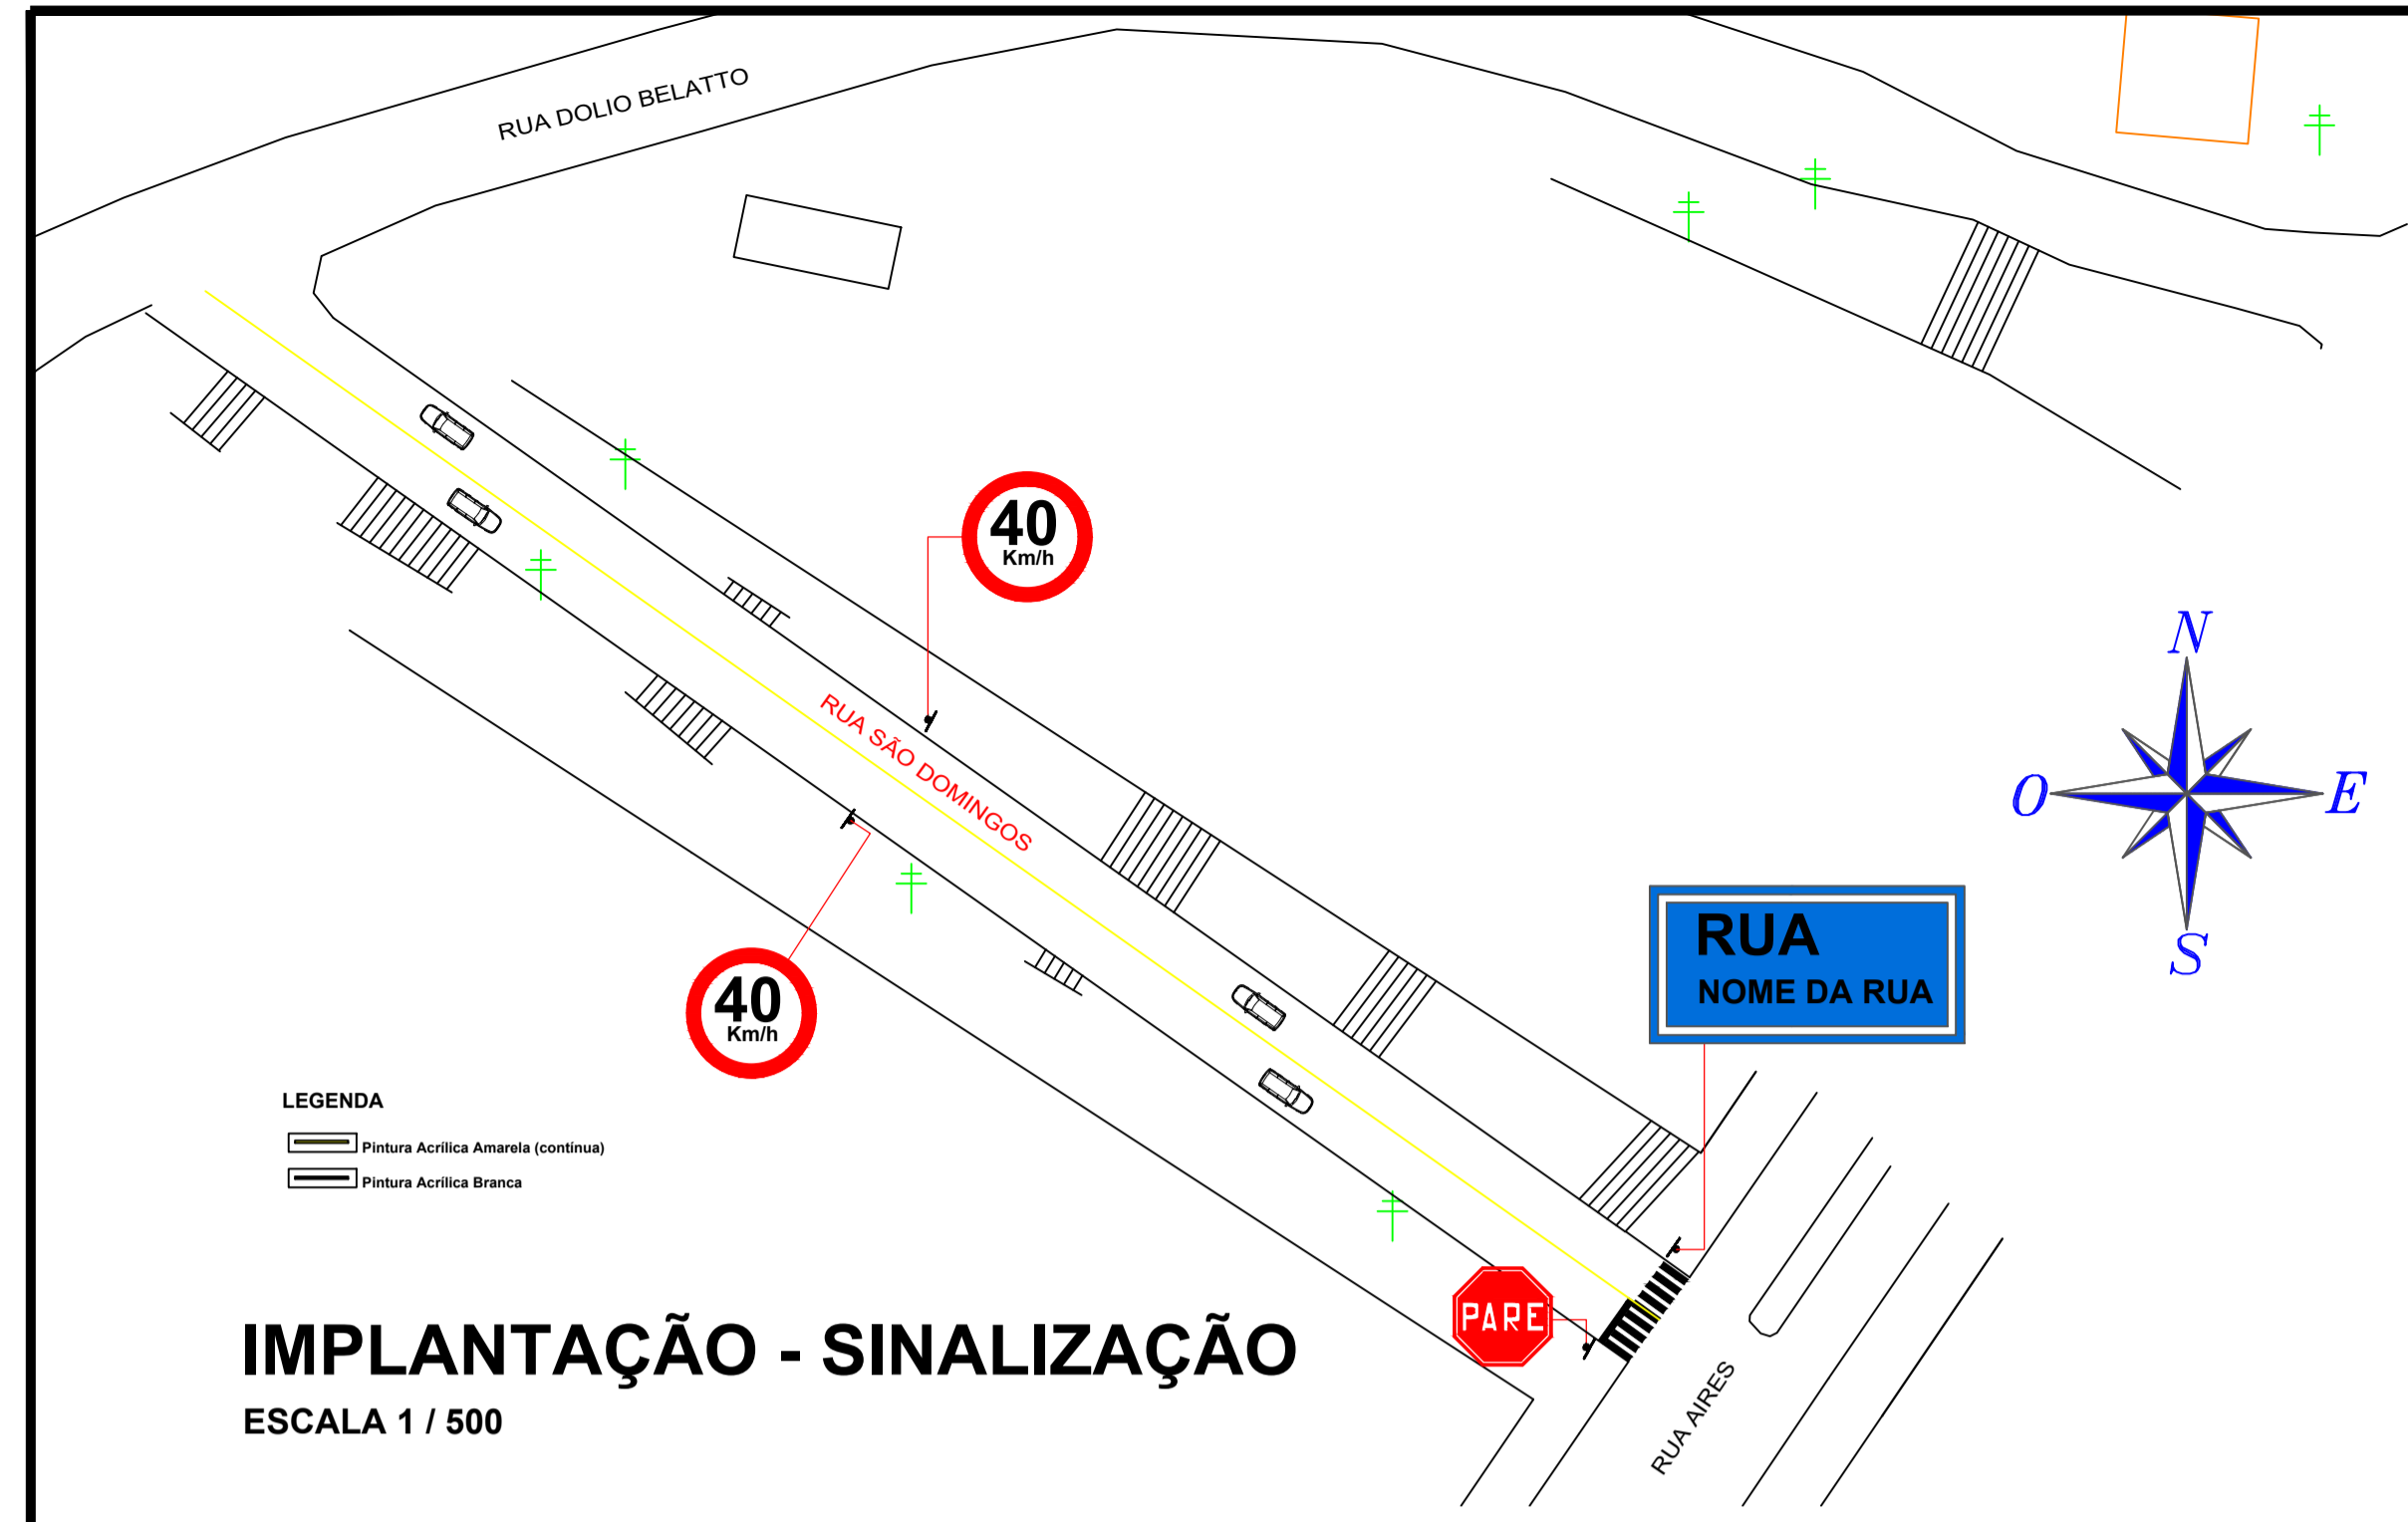 RUA DOLIO BELATTO
40
Km/h
N
RUA SÃO DOMINGOS
O
E
RUA
NOME DA RUA
S
40
Km/h
LEGENDA
Pintura Acrílica Amarela (contínua)
Pintura Acrílica Branca
PARE
IMPLANTAÇÃO - SINALIZAÇÃO
RUA AIRES
ESCALA 1 / 500